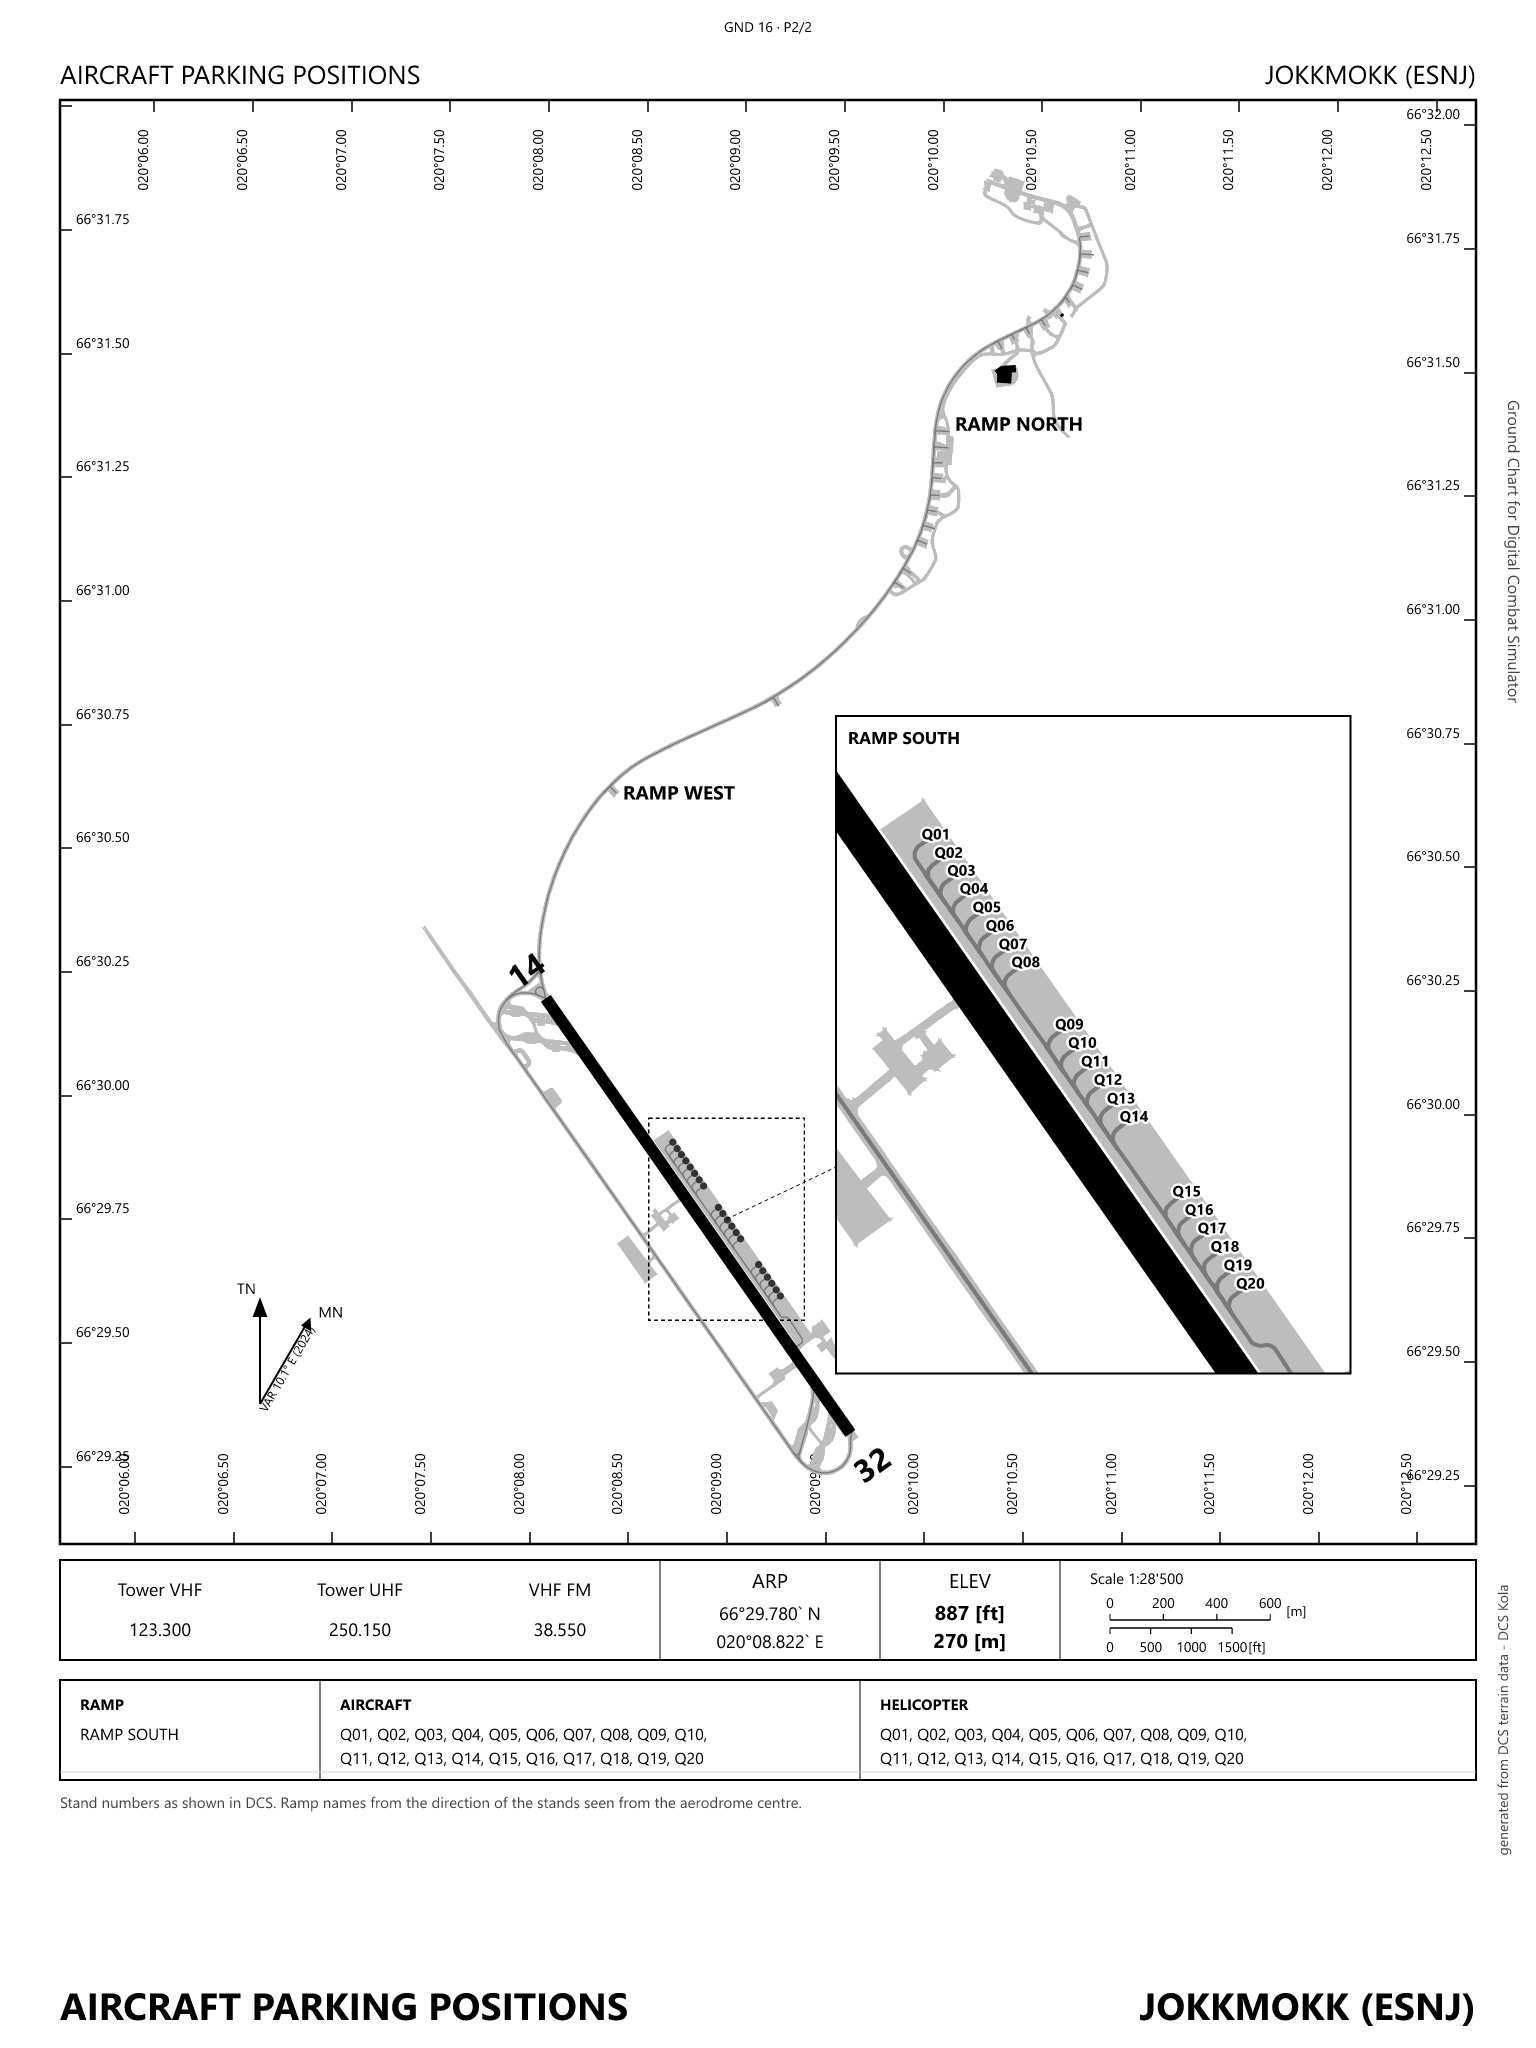 GND 16 · P2/2
AIRCRAFT PARKING POSITIONS
JOKKMOKK (ESNJ)
020°06.00
020°06.50
020°07.00
020°07.50
020°08.00
020°08.50
020°09.00
020°09.50
020°10.00
020°10.50
020°11.00
020°11.50
020°12.00
020°12.50
66°32.00
66°31.75
66°31.75
66°31.50
66°31.50
RAMP NORTH
66°31.25
66°31.25
66°31.00
66°31.00
66°30.75
66°30.75
RAMP SOUTH
RAMP WEST
66°30.50
66°30.50
66°30.25
66°30.25
66°30.00
66°30.00
66°29.75
66°29.75
66°29.50
66°29.50
66°29.25
66°29.25
Q01
Q02
Q03
Q04
Q05
Q06
Q07
Q08
Q09
Q10
Q11
Q12
Q13
Q14
Q15
Q16
Q17
Q18
Q19
Q20
14
32
TN
MN
VAR 10.1° E (2024)
020°06.00
020°06.50
020°07.00
020°07.50
020°08.00
020°08.50
020°09.00
020°09.
020°10.00
020°10.50
020°11.00
020°11.50
020°12.00
020°12.50
Ground Chart for Digital Combat Simulator
Tower VHF
123.300
Tower UHF
250.150
VHF FM
38.550
ARP
66°29.780` N
020°08.822` E
ELEV
887 [ft]
270 [m]
Scale 1:28'500
0 200 400 600 [m]
0 500 1000 1500 [ft]
RAMP
RAMP SOUTH
AIRCRAFT
Q01, Q02, Q03, Q04, Q05, Q06, Q07, Q08, Q09, Q10,
Q11, Q12, Q13, Q14, Q15, Q16, Q17, Q18, Q19, Q20
HELICOPTER
Q01, Q02, Q03, Q04, Q05, Q06, Q07, Q08, Q09, Q10,
Q11, Q12, Q13, Q14, Q15, Q16, Q17, Q18, Q19, Q20
Stand numbers as shown in DCS. Ramp names from the direction of the stands seen from the aerodrome centre.
generated from DCS terrain data - DCS Kola
AIRCRAFT PARKING POSITIONS
JOKKMOKK (ESNJ)